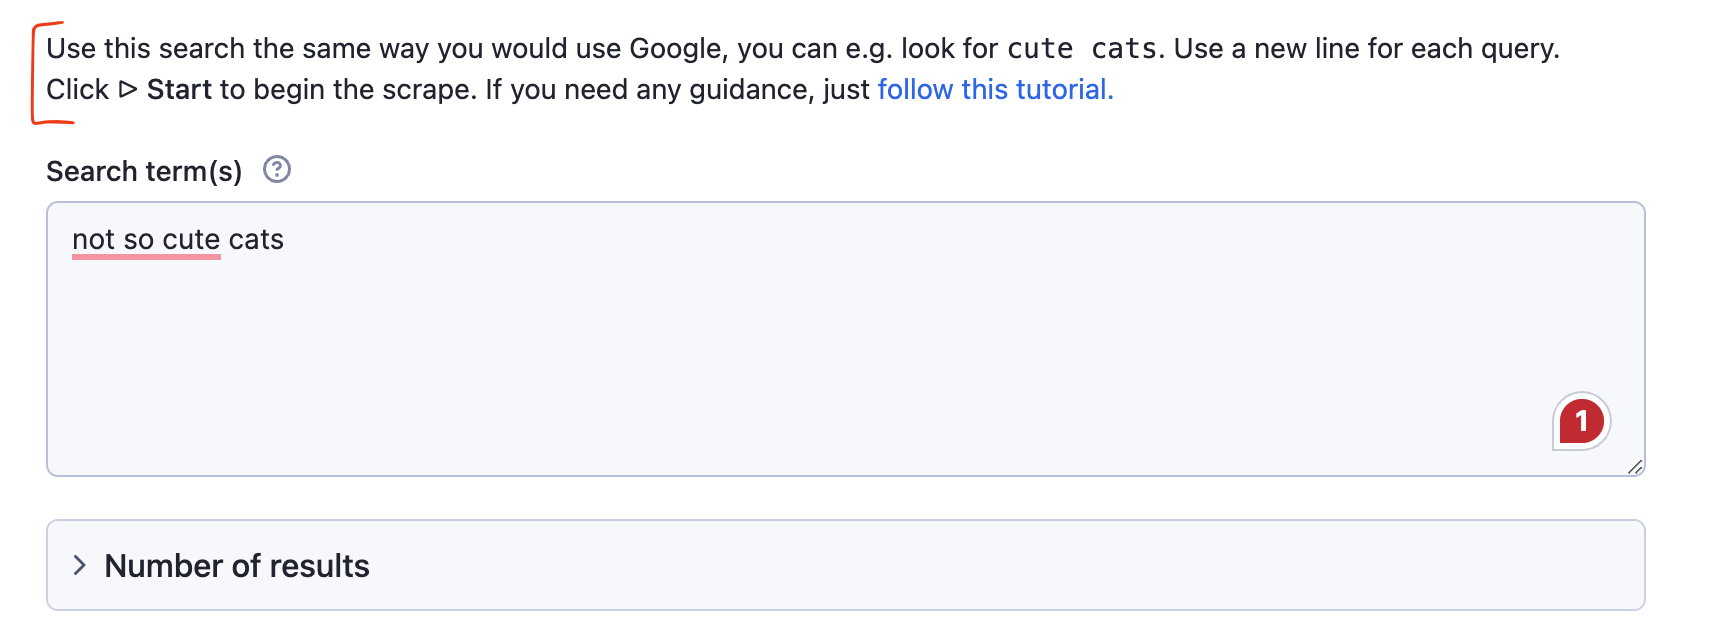 Use this search the same way you would use Google, you can e.g. look for cute cats. Use a new line for each query.
Click ▷ Start to begin the scrape. If you need any guidance, just follow this tutorial.
Search term(s) ?
not so cute cats
1
Number of results